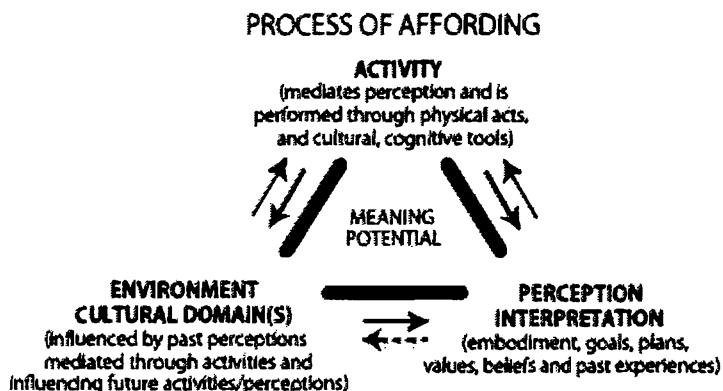 PROCESS OF AFFORDING
ACTIVITY
(mediates perception and is
performed through physical acts,
and cultural, cognitive tools)
MEANING
POTENTIAL
ENVIRONMENT
CULTURAL DOMAIN(S)
(influenced by past perceptions
mediated through activities and
influencing future activities/perceptions)
PERCEPTION
INTERPRETATION
(embodiment, goals, plans,
values, beliefs and past experiences)